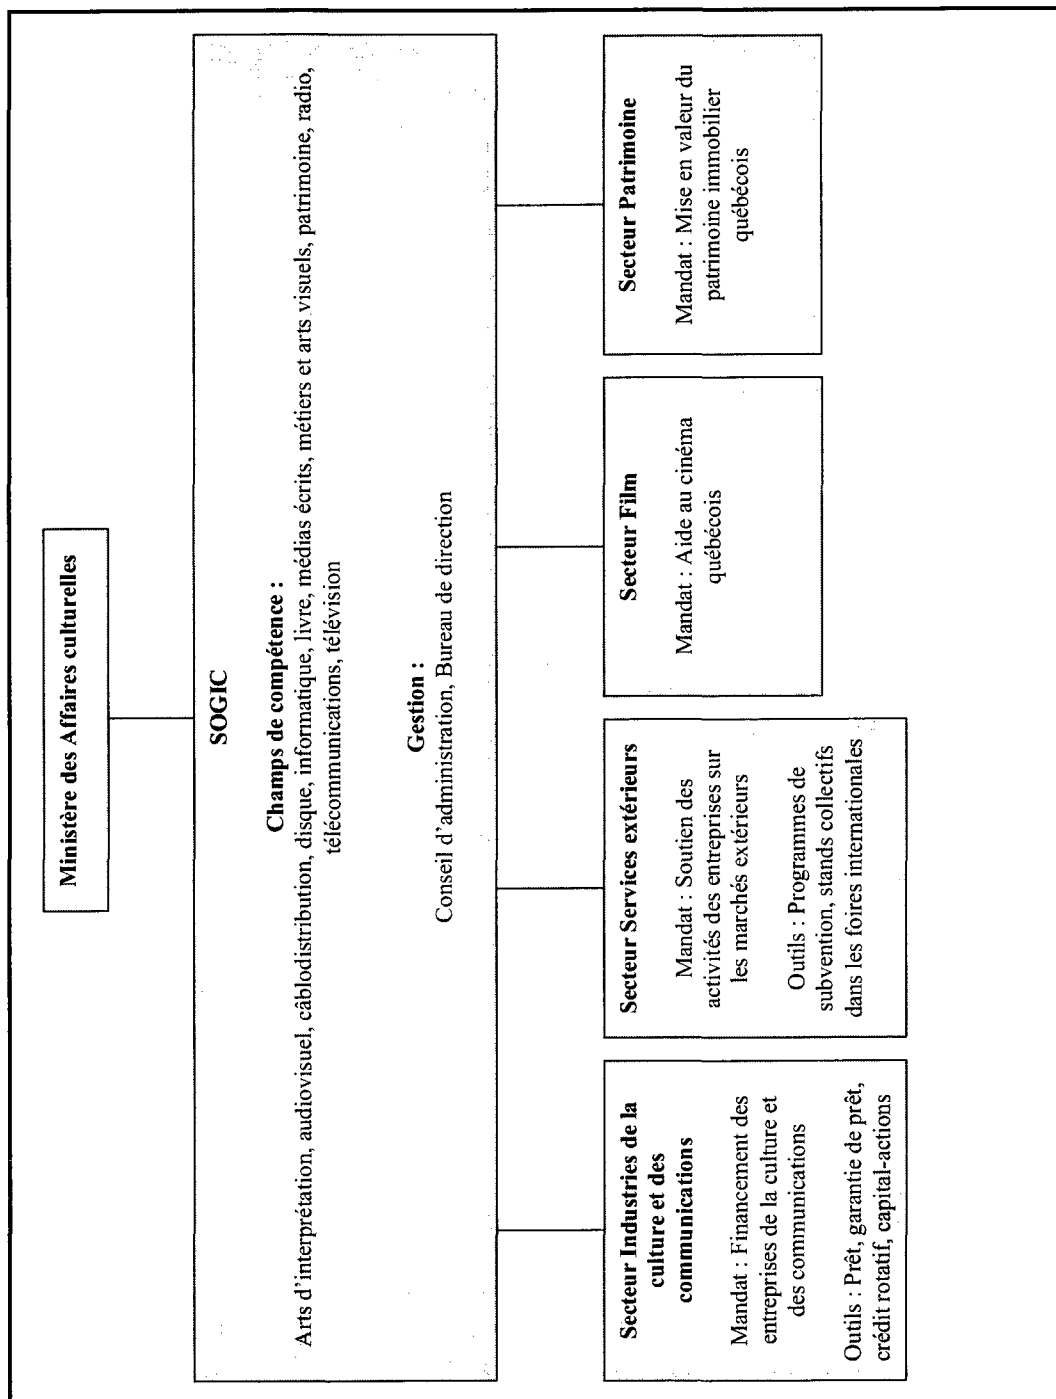 Ministère des Affaires culturelles
SOGIC
Champs de compétence :
Arts d'interprétation, audiovisuel, câblodistribution, disque, informatique, livre, médias écrits, métiers et arts visuels, patrimoine, radio,
télécommunications, télévision
Gestion :
Conseil d'administration, Bureau de direction
Secteur Industries de la
culture et des
communications
Mandat : Financement des
entreprises de la culture et
des communications
Outils : Prêt, garantie de prêt,
crédit rotatif, capital-actions
Secteur Services extérieurs
Mandat : Soutien des
activités des entreprises sur
les marchés extérieurs
Outils : Programmes de
subvention, stands collectifs
dans les foires internationales
Secteur Film
Mandat : Aide au cinéma
québécois
Secteur Patrimoine
Mandat : Mise en valeur du
patrimoine immobilier
québécois